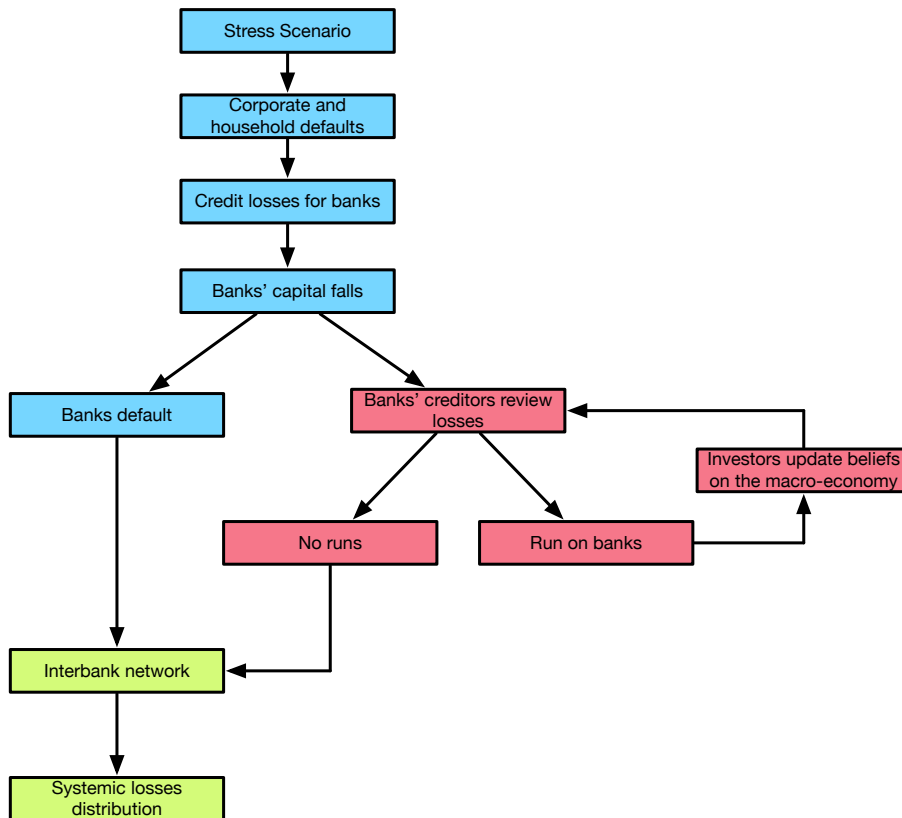 Stress Scenario
Corporate and
household defaults
Credit losses for banks
Banks’ capital falls
Banks default
Banks’ creditors review
losses
Investors update beliefs
on the macro-economy
No runs
Run on banks
Interbank network
Systemic losses
distribution